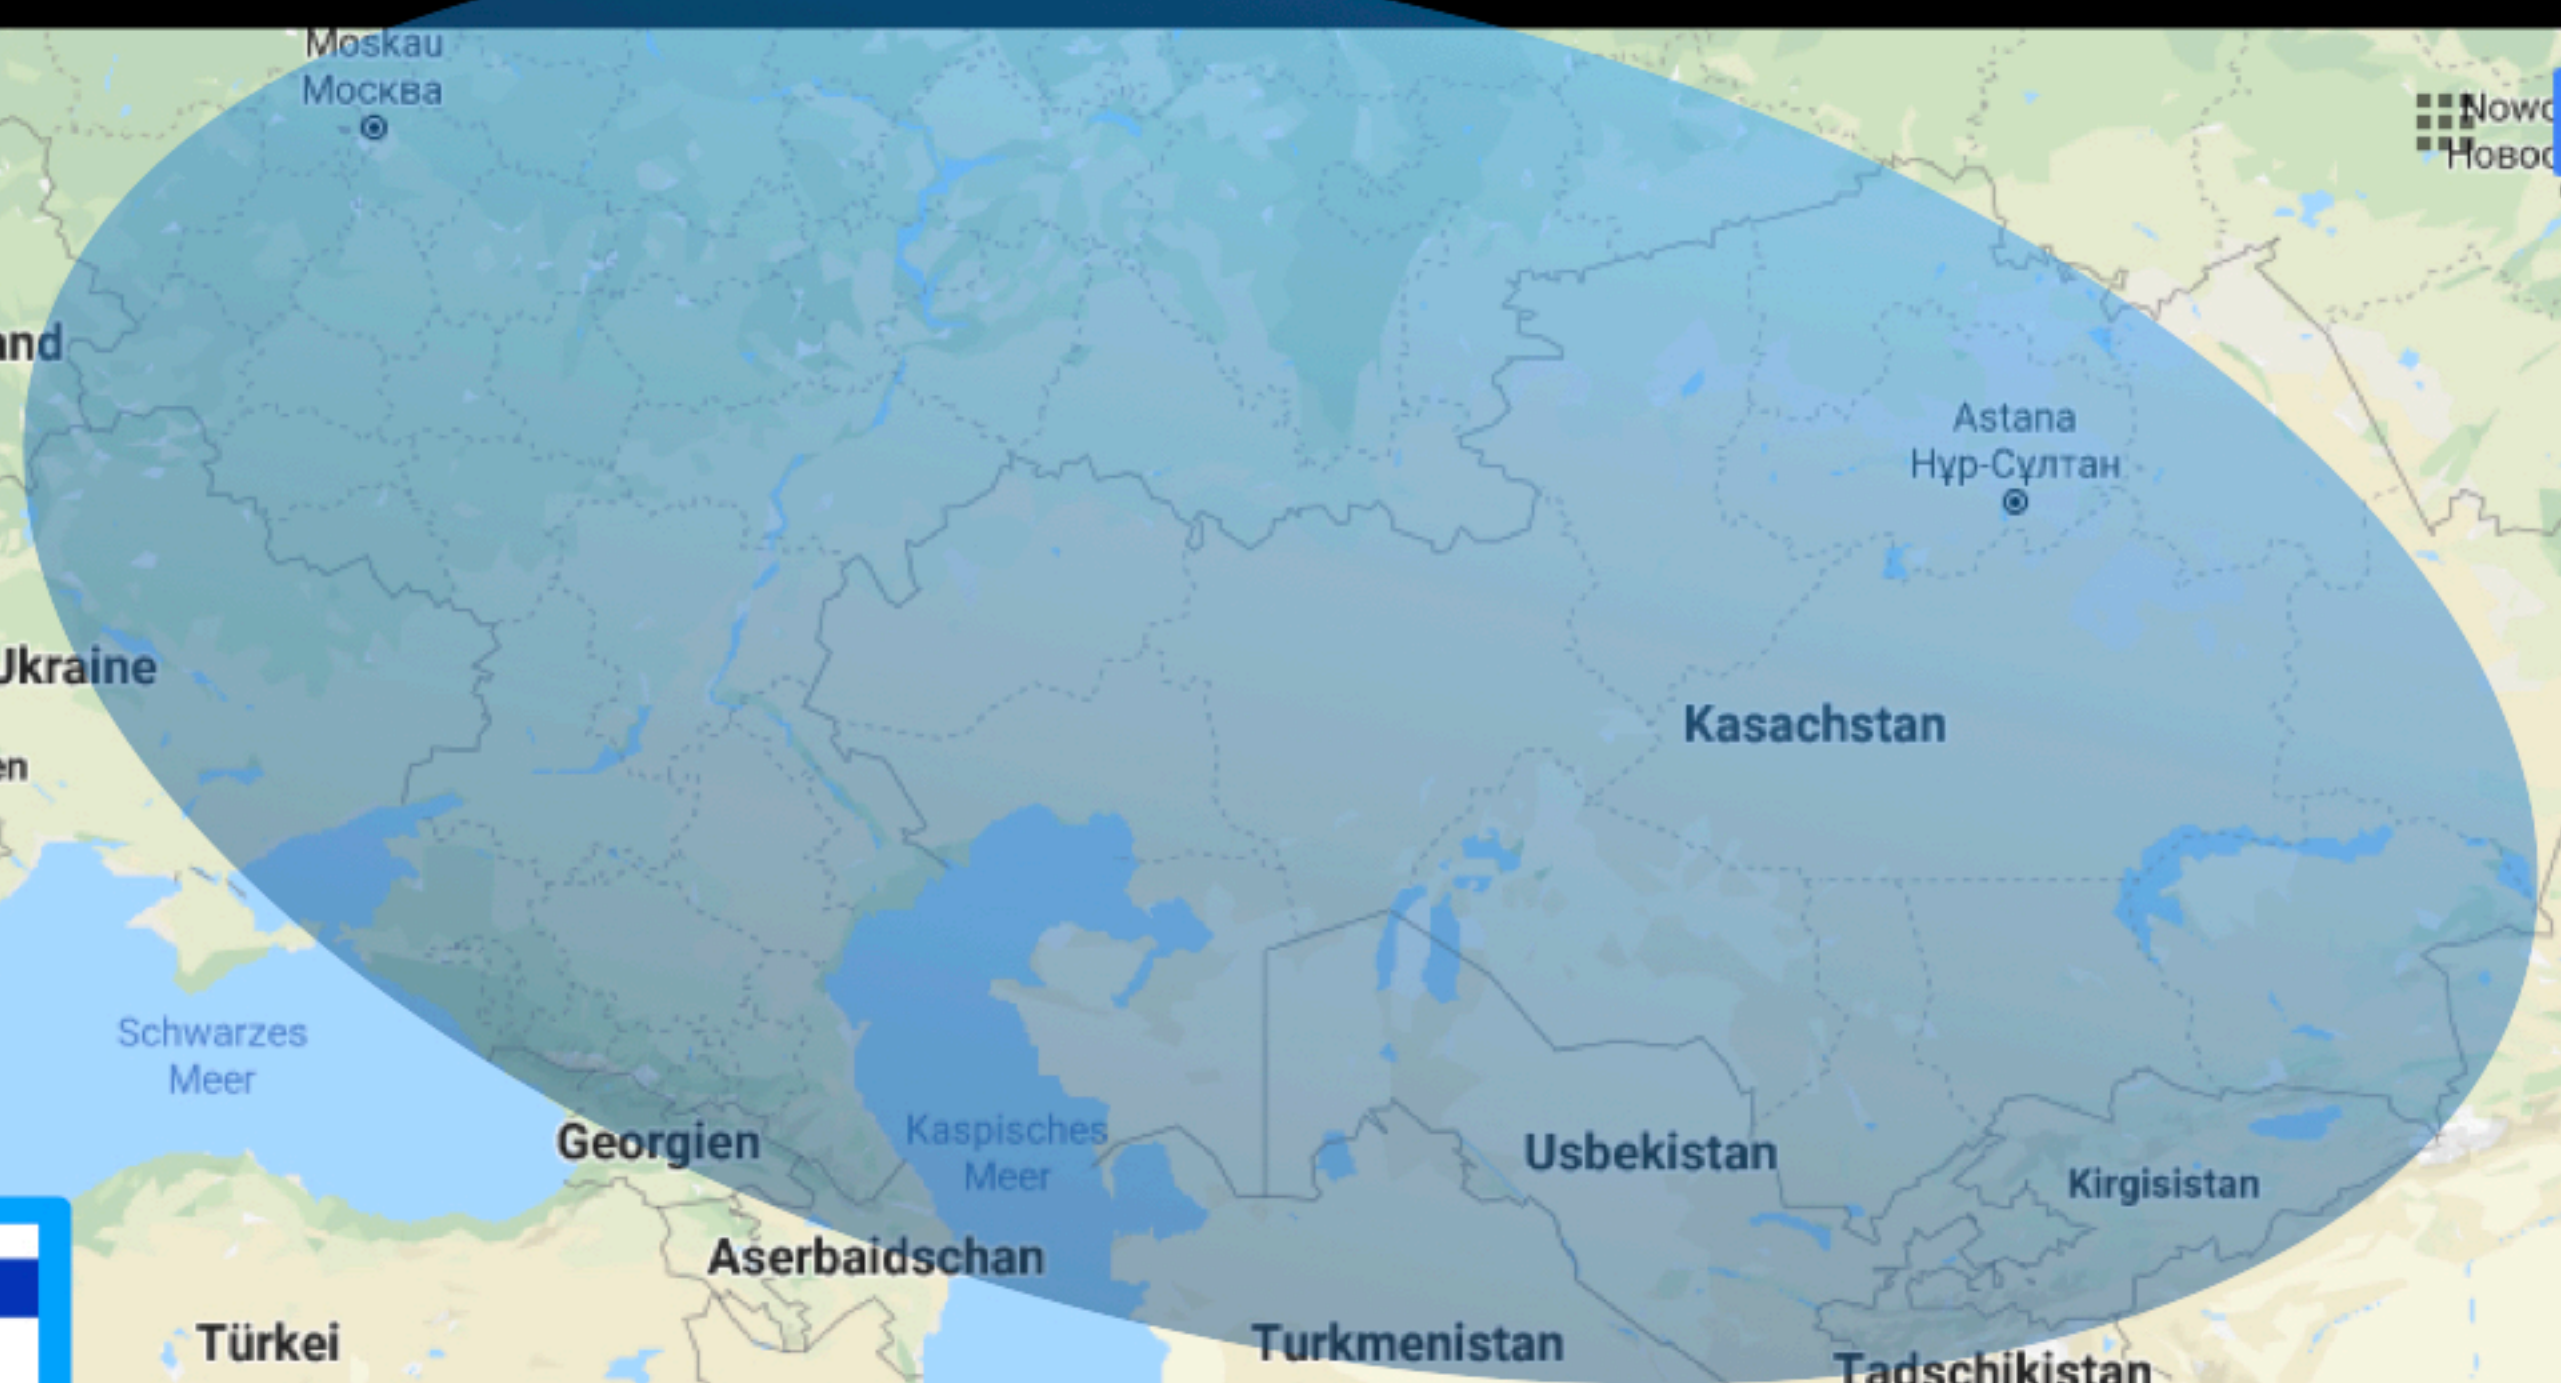 Moskau
Москва
Nowo
Новос
and
Astana
Нұр-Сұлтан
Ukraine
Kasachstan
en
Schwarzes
Meer
Georgien
Kaspisches
Meer
Usbekistan
Kirgisistan
Aserbaidschan
Türkei
Turkmenistan
Tadschikistan